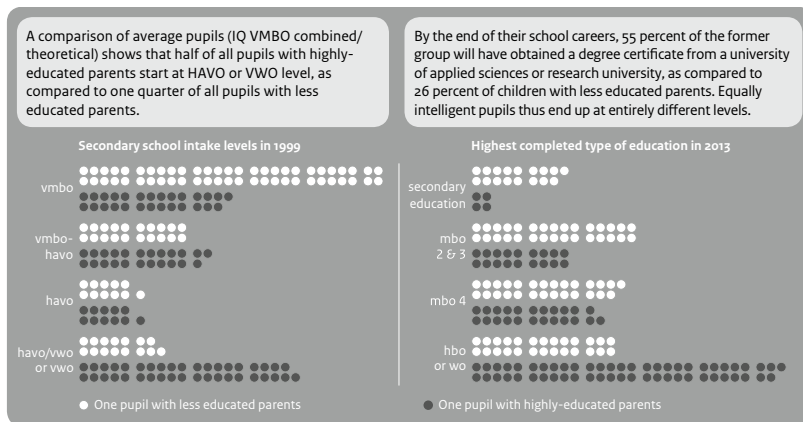 A comparison of average pupils (IQ VMBO combined/
theoretical) shows that half of all pupils with highly-
educated parents start at HAVO or VWO level, as
compared to one quarter of all pupils with less
educated parents.
By the end of their school careers, 55 percent of the former
group will have obtained a degree certificate from a university
of applied sciences or research university, as compared to
26 percent of children with less educated parents. Equally
intelligent pupils thus end up at entirely different levels.
Secondary school intake levels in 1999
vmbo
vmbo-
havo
havo
havo/vwo
or vwo
Highest completed type of education in 2013
secondary
education
mbo
2 & 3
mbo 4
hbo
or wo
One pupil with less educated parents
One pupil with highly-educated parents